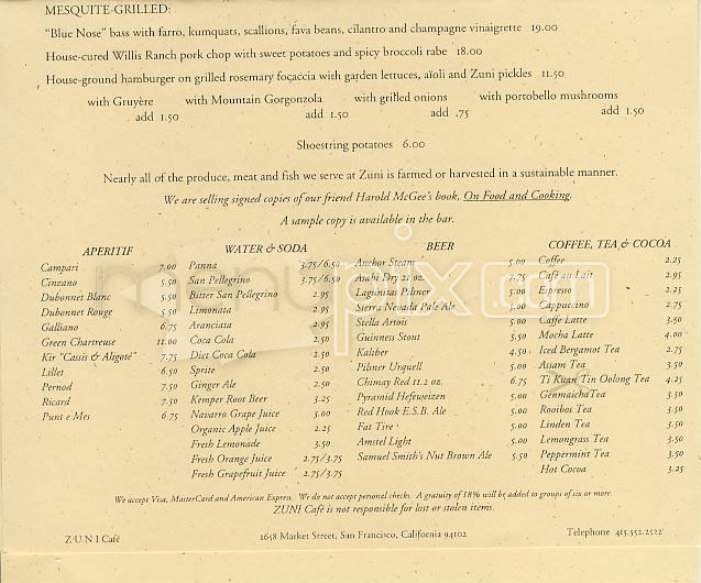 MESQUITE-GRILLED:
"Blue Nose" bass with farro, kumquats, scallions, fava beans, cilantro and champagne vinaigrette 19.00
House-cured Willis Ranch pork chop with sweet potatoes and spicy broccoli rabe 18.00
House-ground hamburger on grilled rosemary focaccia with garden lettuces, aïoli and Zuni pickles 11.50
with Gruyère with Mountain Gorgonzola with grilled onions with portobello mushrooms
add 1.50 add 1.50 add .75 add 1.50
Shoestring potatoes 6.00
Nearly all of the produce, meat and fish we serve at Zuni is farmed or harvested in a sustainable manner.
We are selling signed copies of our friend Harold McGee's book, On Food and Cooking.
A sample copy is available in the bar.
APERITIF
Campari 7.00
Cinzano 5.50
Dubonnet Blanc 5.50
Dubonnet Rouge 5.50
Galliano 6.75
Green Chartreuse 11.00
Kir "Cassis & Aligoté" 7.75
Lillet 6.50
Pernod 7.50
Ricard 7.50
Punt e Mes 6.75
WATER & SODA
Panna 3.75/6.50
San Pellegrino 3.75/6.50
Bitter San Pellegrino 2.95
Limonata 2.95
Aranciata 2.95
Coca Cola 2.50
Diet Coca Cola 2.50
Sprite 2.50
Ginger Ale 2.50
Kemper Root Beer 3.25
Navarro Grape Juice 3.00
Organic Apple Juice 2.25
Fresh Lemonade 3.50
Fresh Orange Juice 2.75/3.75
Fresh Grapefruit Juice 2.75/3.75
BEER
Anchor Steam 5.00
Asahi Dry 21 oz. 7.75
Lagunitas Pilsner 5.00
Sierra Nevada Pale Ale 5.00
Stella Artois 5.00
Guinness Stout 5.50
Kaliber 4.50
Pilsner Urquell 5.00
Chimay Red 11.2 oz. 6.75
Pyramid Hefeweizen 5.00
Red Hook E.S.B. Ale 5.00
Fat Tire 5.00
Amstel Light 5.00
Samuel Smith's Nut Brown Ale 5.50
COFFEE, TEA & COCOA
Coffee 2.25
Café au Lait 2.95
Espresso 2.25
Cappuccino 2.75
Caffe Latte 3.50
Mocha Latte 4.00
Iced Bergamot Tea 2.75
Assam Tea 3.50
Ti Kuan Tin Oolong Tea 4.25
Genmaicha Tea 3.50
Rooibos Tea 3.50
Linden Tea 3.50
Lemongrass Tea 3.50
Peppermint Tea 3.50
Hot Cocoa 3.25
We accept Visa, MasterCard and American Express. We do not accept personal checks. A gratuity of 18% will be added to groups of six or more.
ZUNI Café is not responsible for lost or stolen items.
ZUNI Café 1658 Market Street, San Francisco, California 94102 Telephone 415.552.2522